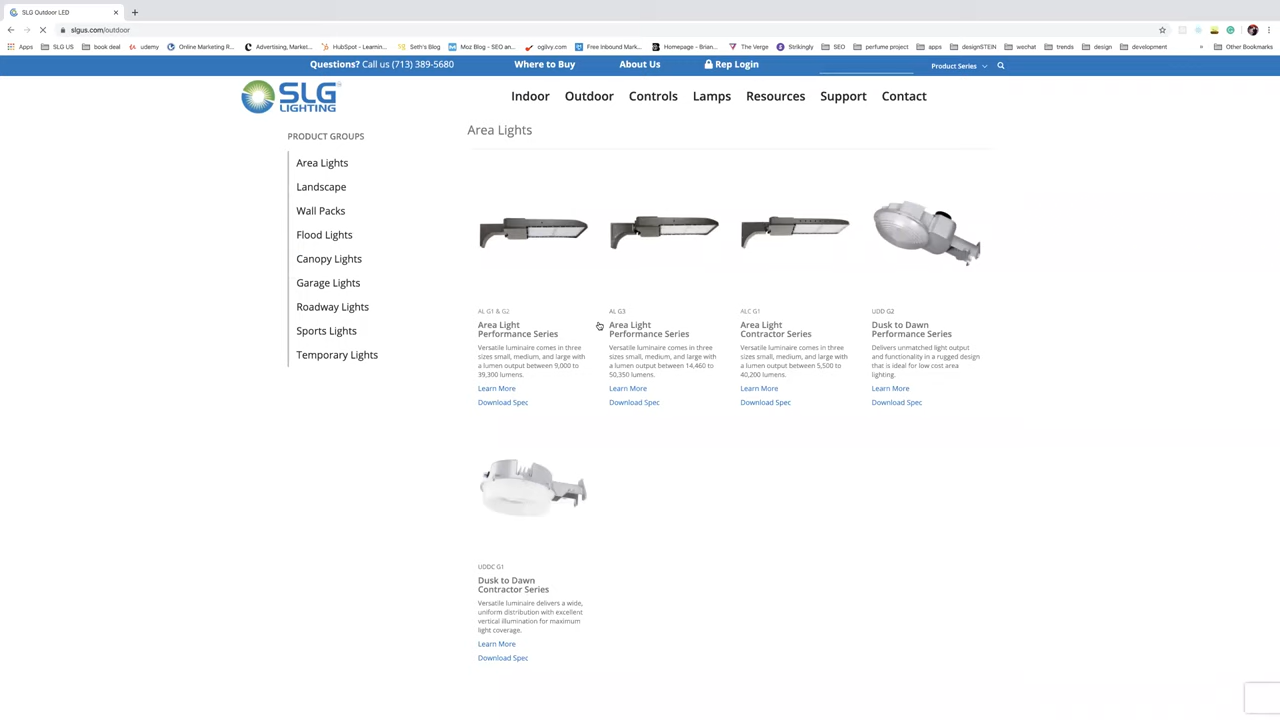 SLG Outdoor LED
slgus.com/outdoor
Apps SLG US book deal udemy Online Marketing R... Advertising, Market... HubSpot - Learnin... Seth's Blog Moz Blog - SEO an... ogilvy.com Free Inbound Mark... Homepage - Brian... The Verge Strikingly SEO perfume project apps designSTEIN wechat trends design development » Other Bookmarks
Questions? Call us (713) 389-5680 Where to Buy About Us Rep Login Product Series
SLG LIGHTING
Indoor Outdoor Controls Lamps Resources Support Contact
PRODUCT GROUPS
Area Lights
Landscape
Wall Packs
Flood Lights
Canopy Lights
Garage Lights
Roadway Lights
Sports Lights
Temporary Lights
Area Lights
AL G1 & G2
Area Light
Performance Series
Versatile luminaire comes in three
sizes small, medium, and large with
a lumen output between 9,000 to
39,300 lumens.
Learn More
Download Spec
AL G3
Area Light
Performance Series
Versatile luminaire comes in three
sizes small, medium, and large with
a lumen output between 14,460 to
50,350 lumens.
Learn More
Download Spec
ALC G1
Area Light
Contractor Series
Versatile luminaire comes in three
sizes small, medium, and large with
a lumen output between 5,500 to
40,200 lumens.
Learn More
Download Spec
UDD G2
Dusk to Dawn
Performance Series
Delivers unmatched light output
and functionality in a rugged design
that is ideal for low cost area
lighting.
Learn More
Download Spec
UDDC G1
Dusk to Dawn
Contractor Series
Versatile luminaire delivers a wide,
uniform distribution with excellent
vertical illumination for maximum
light coverage.
Learn More
Download Spec